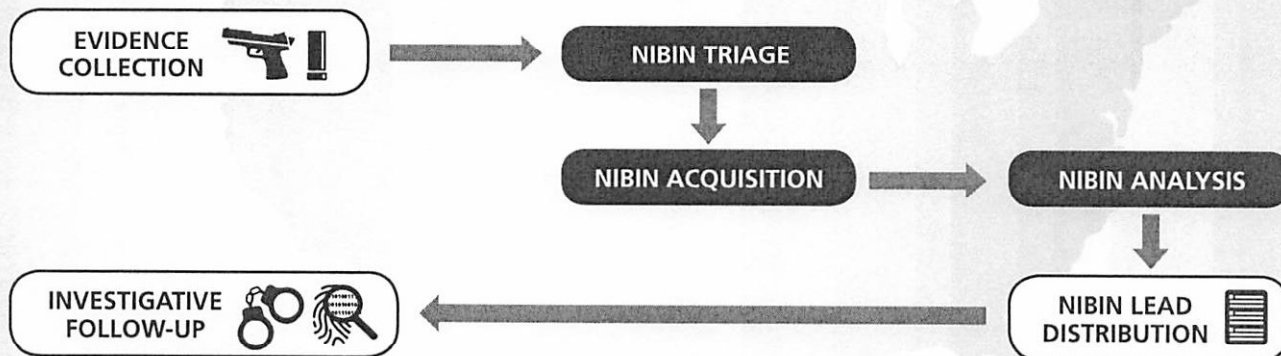 EVIDENCE
COLLECTION
NIBIN TRIAGE
NIBIN ACQUISITION
NIBIN ANALYSIS
NIBIN LEAD
DISTRIBUTION
INVESTIGATIVE
FOLLOW-UP